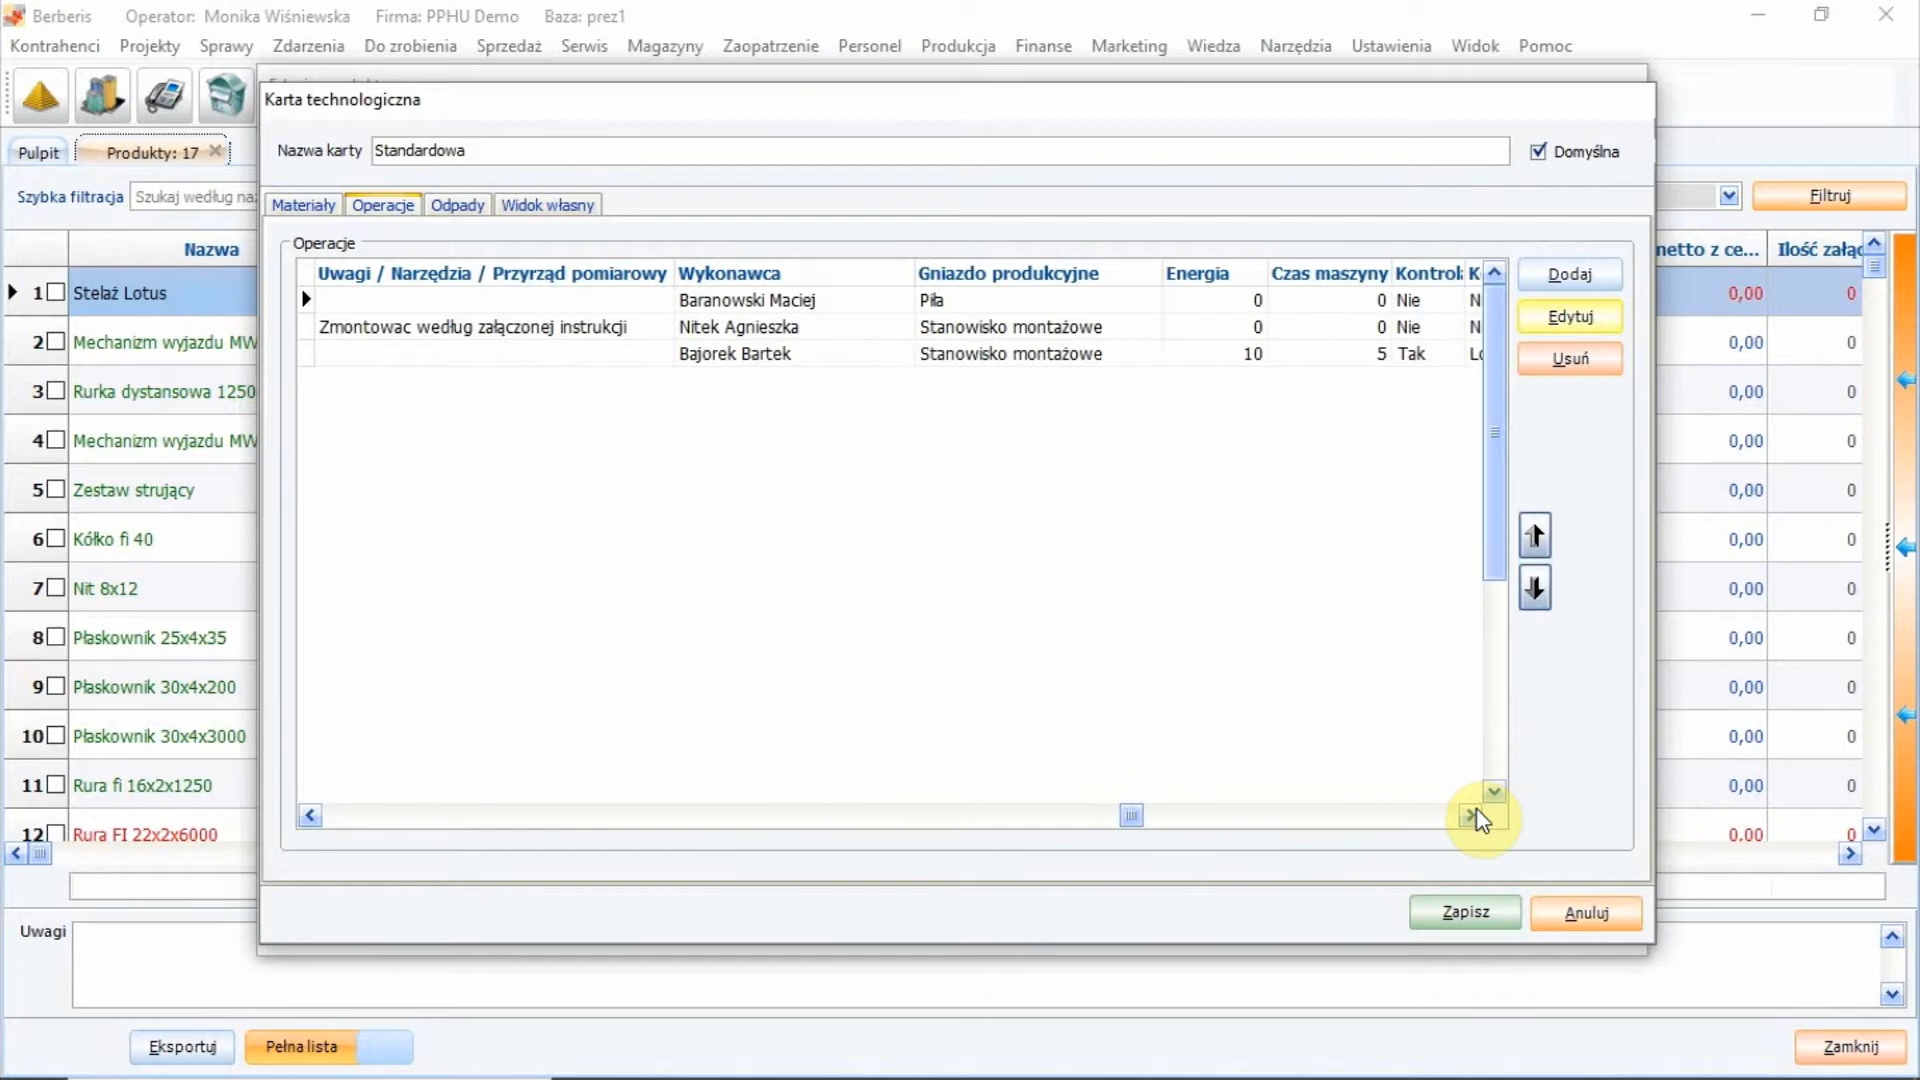 Berberis Operator: Monika Wiśniewska Firma: PPHU Demo Baza: prez1
Kontrahenci Projekty Sprawy Zdarzenia Do zrobienia Sprzedaż Serwis Magazyny Zaopatrzenie Personel Produkcja Finanse Marketing Wiedza Narzędzia Ustawienia Widok Pomoc
Karta technologiczna
Nazwa karty Standardowa Domyślna
Pulpit Produkty: 17
Szybka filtracja Szukaj według na Filtruj
Materiały Operacje Odpady Widok własny
Operacje
Nazwa netto z ce... Ilość załąc
Uwagi / Narzędzia / Przyrząd pomiarowy Wykonawca Gniazdo produkcyjne Energia Czas maszyny Kontrol K
Baranowski Maciej Piła 0 0 Nie N
Zmontowac według załączonej instrukcji Nitek Agnieszka Stanowisko montażowe 0 0 Nie N
Bajorek Bartek Stanowisko montażowe 10 5 Tak Lo
Dodaj
Edytuj
Usuń
1 Stelaż Lotus 0,00 0
2 Mechanizm wyjazdu MW 0,00 0
3 Rurka dystansowa 1250 0,00 0
4 Mechanizm wyjazdu MW 0,00 0
5 Zestaw strujący 0,00 0
6 Kółko fi 40 0,00 0
7 Nit 8x12 0,00 0
8 Płaskownik 25x4x35 0,00 0
9 Płaskownik 30x4x200 0,00 0
10 Płaskownik 30x4x3000 0,00 0
11 Rura fi 16x2x1250 0,00 0
12 Rura FI 22x2x6000 0.00 0
Zapisz Anuluj
Uwagi
Eksportuj Pełna lista Zamknij